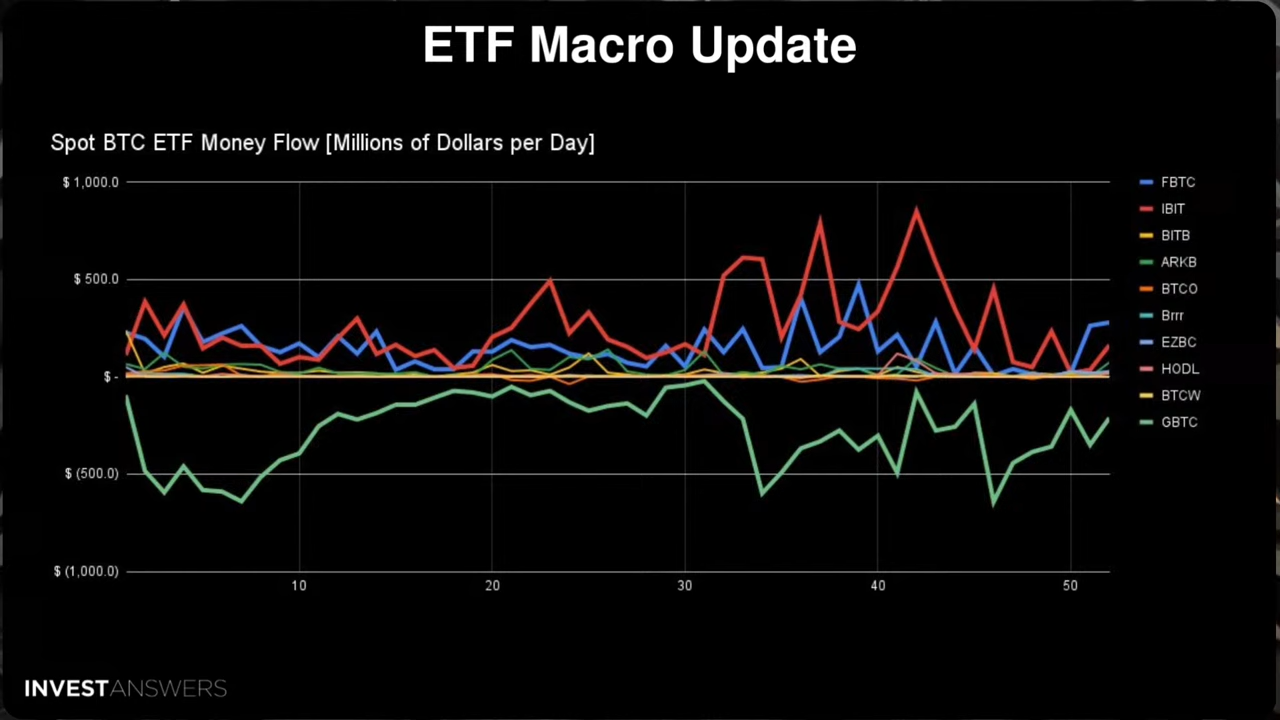 ETF Macro Update
Spot BTC ETF Money Flow [Millions of Dollars per Day]
$ 1,000.0
$ 500.0
$ -
$ (500.0)
$ (1,000.0)
10 20 30 40 50
FBTC
IBIT
BITB
ARKB
BTCO
Brrr
EZBC
HODL
BTCW
GBTC
INVESTANSWERS